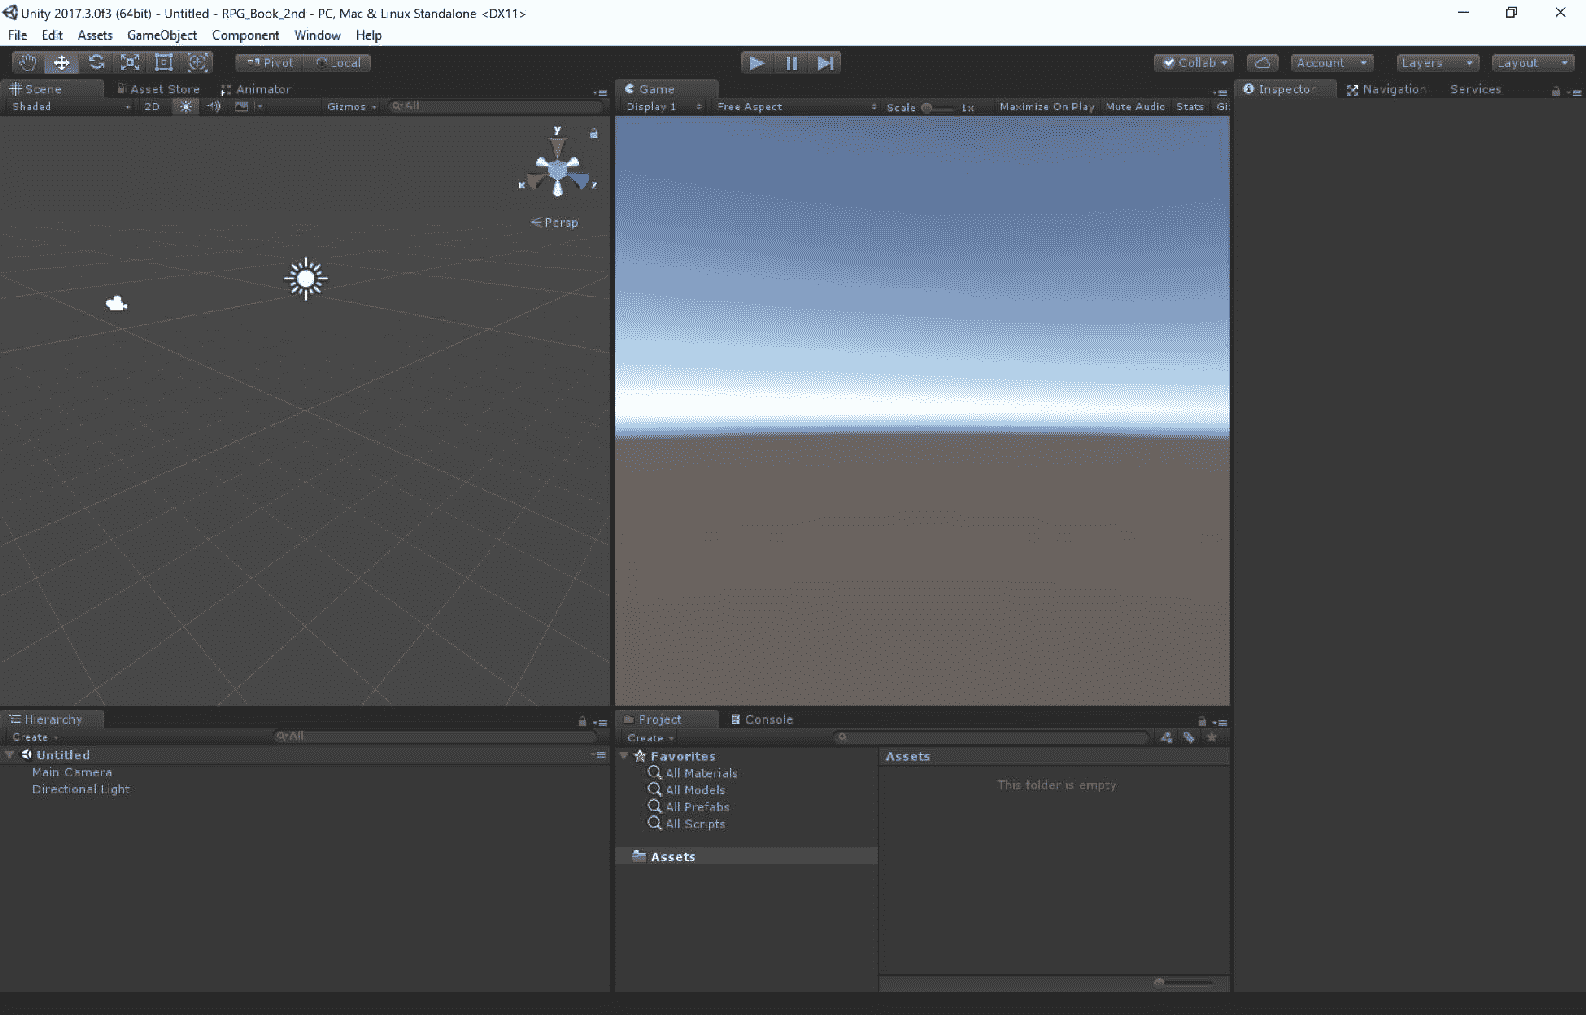 Unity 2017.3.0f3 (64bit) - Untitled - RPG_Book_2nd - PC, Mac & Linux Standalone <DX11>
File Edit Assets GameObject Component Window Help
Pivot Local Collab Account Layers Layout
Scene Asset Store Animator
Shaded 2D Gizmos All
y
x z
Persp
Game
Display 1 Free Aspect Scale 1x Maximize On Play Mute Audio Stats Gi
Inspector Navigation Services
Hierarchy
Create All
Untitled
Main Camera
Directional Light
Project Console
Create
Favorites
All Materials
All Models
All Prefabs
All Scripts
Assets
Assets
This folder is empty